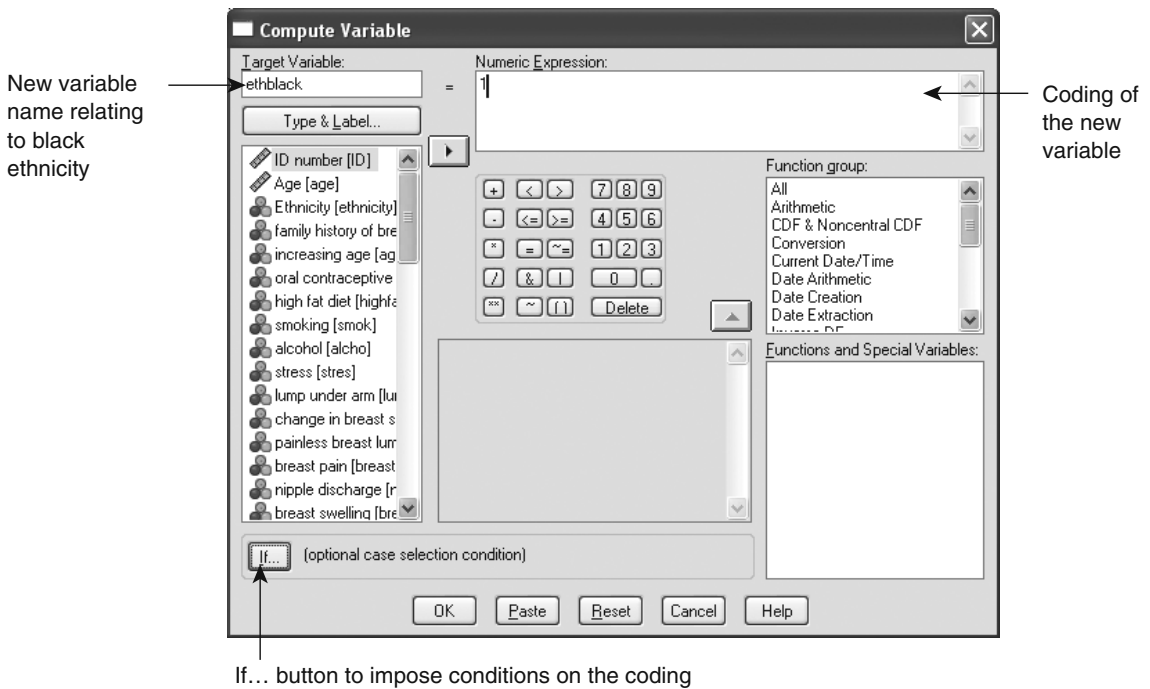 Compute Variable
Target Variable:
Numeric Expression:
ethblack
=
1
Type & Label...
ID number [ID]
Age [age]
Ethnicity [ethnicity]
family history of bre
increasing age [ag
oral contraceptive
high fat diet [highfa
smoking [smok]
alcohol [alcho]
stress [stres]
lump under arm [lu
change in breast s
painless breast lum
breast pain [breast
nipple discharge [n
breast swelling [bre
+ < > 7 8 9
- <= >= 4 5 6
* = ~= 1 2 3
/ & | 0 .
** ~ () Delete
Function group:
All
Arithmetic
CDF & Noncentral CDF
Conversion
Current Date/Time
Date Arithmetic
Date Creation
Date Extraction
Inverse DF
Functions and Special Variables:
If...
(optional case selection condition)
OK
Paste
Reset
Cancel
Help
New variable
name relating
to black
ethnicity
Coding of
the new
variable
If... button to impose conditions on the coding